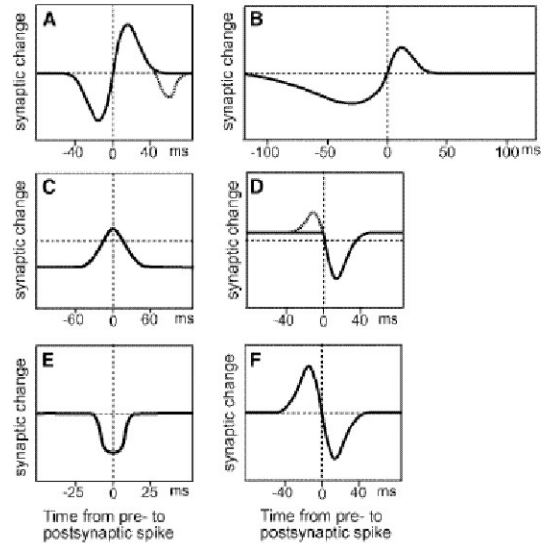 A
synaptic change
-40 0 40 ms
B
synaptic change
-100 -50 0 50 100 ms
C
synaptic change
-60 0 60 ms
D
synaptic change
-40 0 40 ms
E
synaptic change
-25 0 25 ms
Time from pre- to
postsynaptic spike
F
synaptic change
-40 0 40 ms
Time from pre- to
postsynaptic spike